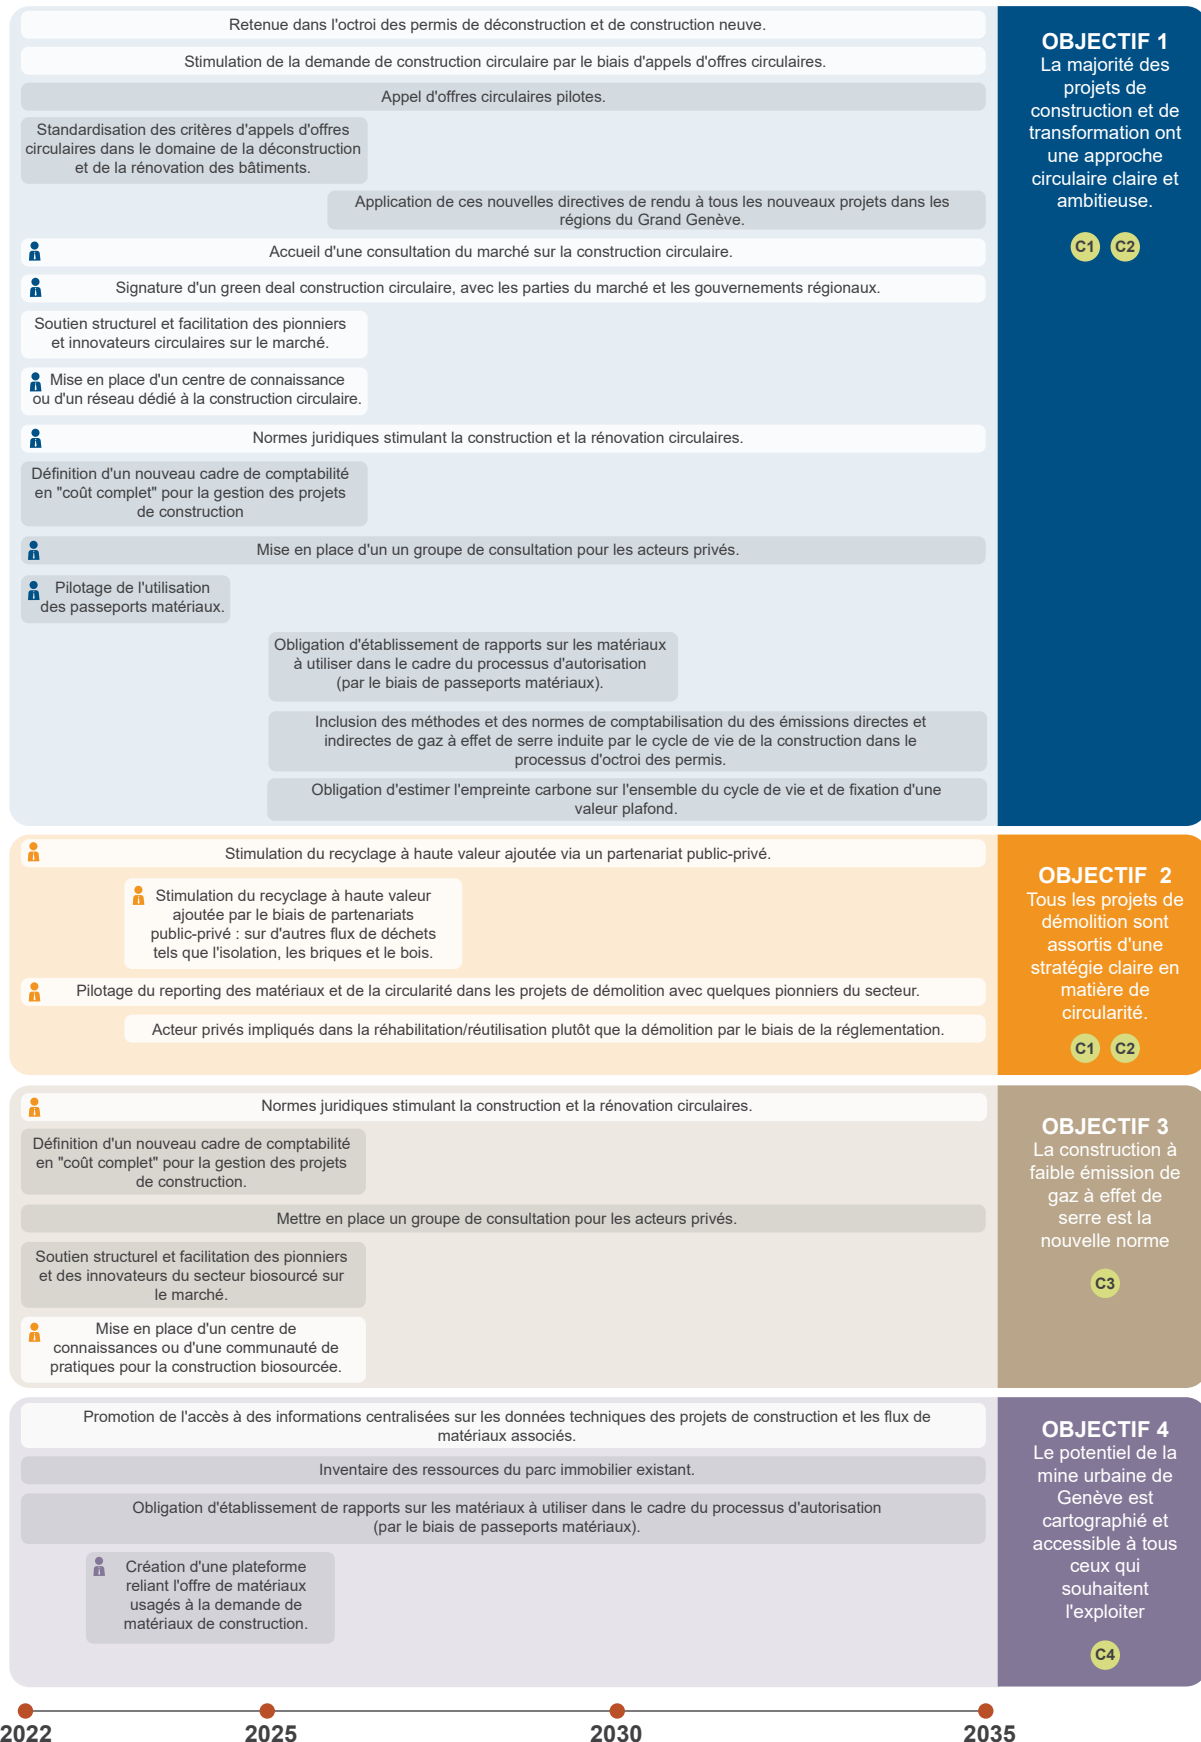 Retenue dans l'octroi des permis de déconstruction et de construction neuve.
Stimulation de la demande de construction circulaire par le biais d'appels d'offres circulaires.
Appel d'offres circulaires pilotes.
Standardisation des critères d'appels d'offres
circulaires dans le domaine de la déconstruction
et de la rénovation des bâtiments.
Application de ces nouvelles directives de rendu à tous les nouveaux projets dans les
régions du Grand Genève.
Accueil d'une consultation du marché sur la construction circulaire.
Signature d'un green deal construction circulaire, avec les parties du marché et les gouvernements régionaux.
Soutien structurel et facilitation des pionniers
et innovateurs circulaires sur le marché.
Mise en place d'un centre de connaissance
ou d'un réseau dédié à la construction circulaire.
Normes juridiques stimulant la construction et la rénovation circulaires.
Définition d'un nouveau cadre de comptabilité
en "coût complet" pour la gestion des projets
de construction
Mise en place d'un un groupe de consultation pour les acteurs privés.
Pilotage de l'utilisation
des passeports matériaux.
Obligation d'établissement de rapports sur les matériaux
à utiliser dans le cadre du processus d'autorisation
(par le biais de passeports matériaux).
Inclusion des méthodes et des normes de comptabilisation du des émissions directes et
indirectes de gaz à effet de serre induite par le cycle de vie de la construction dans le
processus d'octroi des permis.
Obligation d'estimer l'empreinte carbone sur l'ensemble du cycle de vie et de fixation d'une
valeur plafond.
OBJECTIF 1
La majorité des
projets de
construction et de
transformation ont
une approche
circulaire claire et
ambitieuse.
C1 C2
Stimulation du recyclage à haute valeur ajoutée via un partenariat public-privé.
Stimulation du recyclage à haute valeur
ajoutée par le biais de partenariats
public-privé : sur d'autres flux de déchets
tels que l'isolation, les briques et le bois.
Pilotage du reporting des matériaux et de la circularité dans les projets de démolition avec quelques pionniers du secteur.
Acteur privés impliqués dans la réhabilitation/réutilisation plutôt que la démolition par le biais de la réglementation.
OBJECTIF 2
Tous les projets de
démolition sont
assortis d'une
stratégie claire en
matière de
circularité.
C1 C2
Normes juridiques stimulant la construction et la rénovation circulaires.
Définition d'un nouveau cadre de comptabilité
en "coût complet" pour la gestion des projets
de construction.
Mettre en place un groupe de consultation pour les acteurs privés.
Soutien structurel et facilitation des pionniers
et des innovateurs du secteur biosourcé sur
le marché.
Mise en place d'un centre de
connaissances ou d'une communauté de
pratiques pour la construction biosourcée.
OBJECTIF 3
La construction à
faible émission de
gaz à effet de
serre est la
nouvelle norme
C3
Promotion de l'accès à des informations centralisées sur les données techniques des projets de construction et les flux de
matériaux associés.
Inventaire des ressources du parc immobilier existant.
Obligation d'établissement de rapports sur les matériaux à utiliser dans le cadre du processus d'autorisation
(par le biais de passeports matériaux).
Création d'une plateforme
reliant l'offre de matériaux
usagés à la demande de
matériaux de construction.
OBJECTIF 4
Le potentiel de la
mine urbaine de
Genève est
cartographié et
accessible à tous
ceux qui
souhaitent
l'exploiter
C4
2022 2025 2030 2035